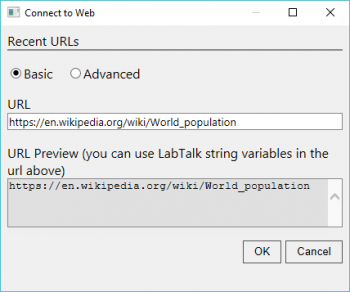 Connect to Web
Recent URLs
Basic Advanced
URL
https://en.wikipedia.org/wiki/World_population
URL Preview (you can use LabTalk string variables in the
url above)
https://en.wikipedia.org/wiki/World_population
OK Cancel